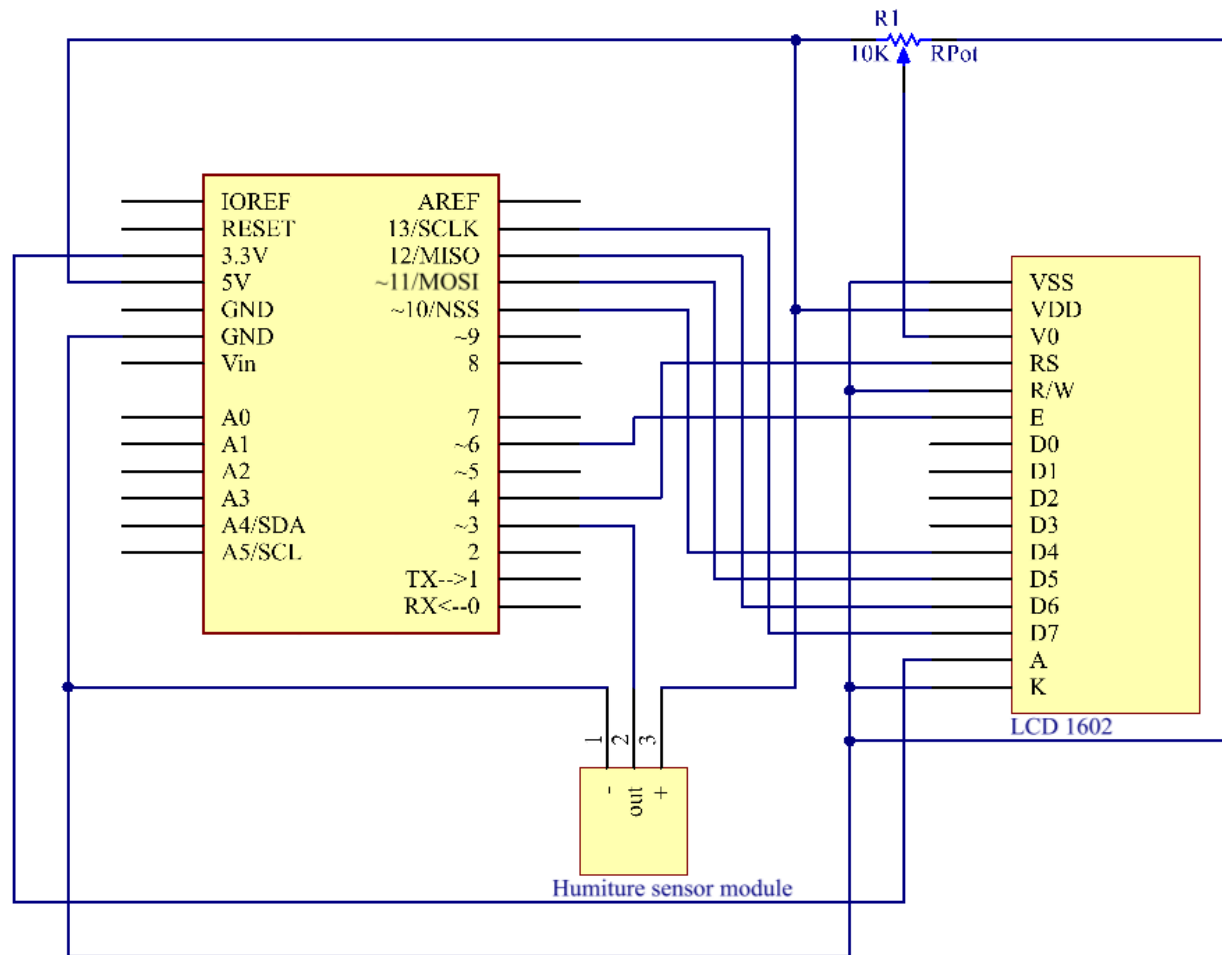 R1
10K
RPot
IOREF
RESET
3.3V
5V
GND
GND
Vin
A0
A1
A2
A3
A4/SDA
A5/SCL
AREF
13/SCLK
12/MISO
~11/MOSI
~10/NSS
~9
8
7
~6
~5
4
~3
2
TX-->1
RX<--0
VSS
VDD
V0
RS
R/W
E
D0
D1
D2
D3
D4
D5
D6
D7
A
K
LCD 1602
1
2
3
-
out
+
Humiture sensor module